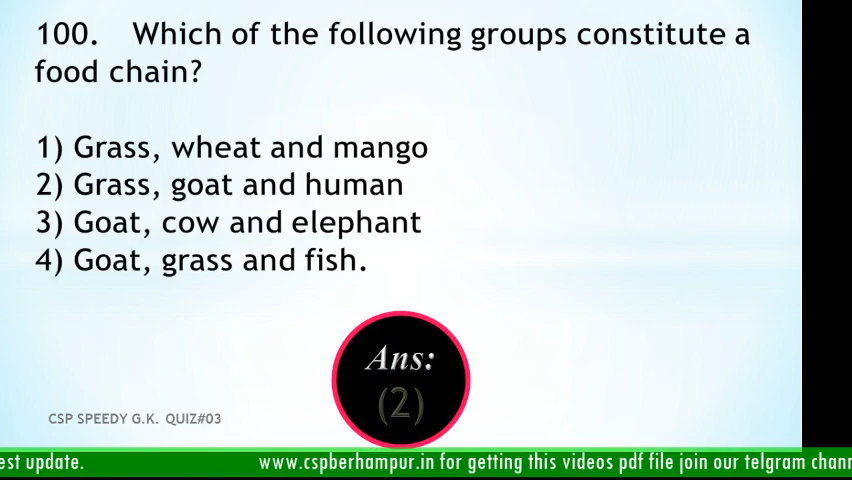 100. Which of the following groups constitute a
food chain?
1) Grass, wheat and mango
2) Grass, goat and human
3) Goat, cow and elephant
4) Goat, grass and fish.
Ans:
(2)
CSP SPEEDY G.K. QUIZ#03
est update. www.cspberhampur.in for getting this videos pdf file join our telgram chann